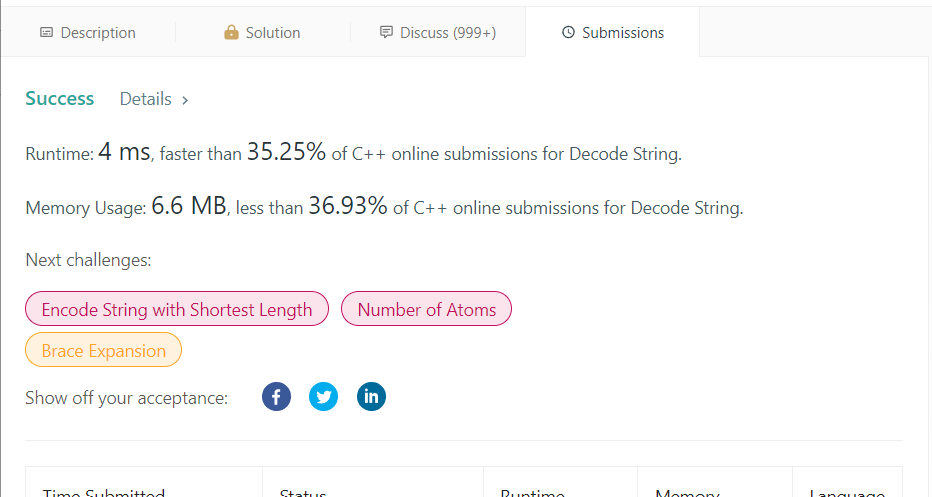 Description Solution Discuss (999+) Submissions
Success Details >
Runtime: 4 ms, faster than 35.25% of C++ online submissions for Decode String.
Memory Usage: 6.6 MB, less than 36.93% of C++ online submissions for Decode String.
Next challenges:
Encode String with Shortest Length Number of Atoms
Brace Expansion
Show off your acceptance: f in
Time Submitted Status Runtime Memory Language